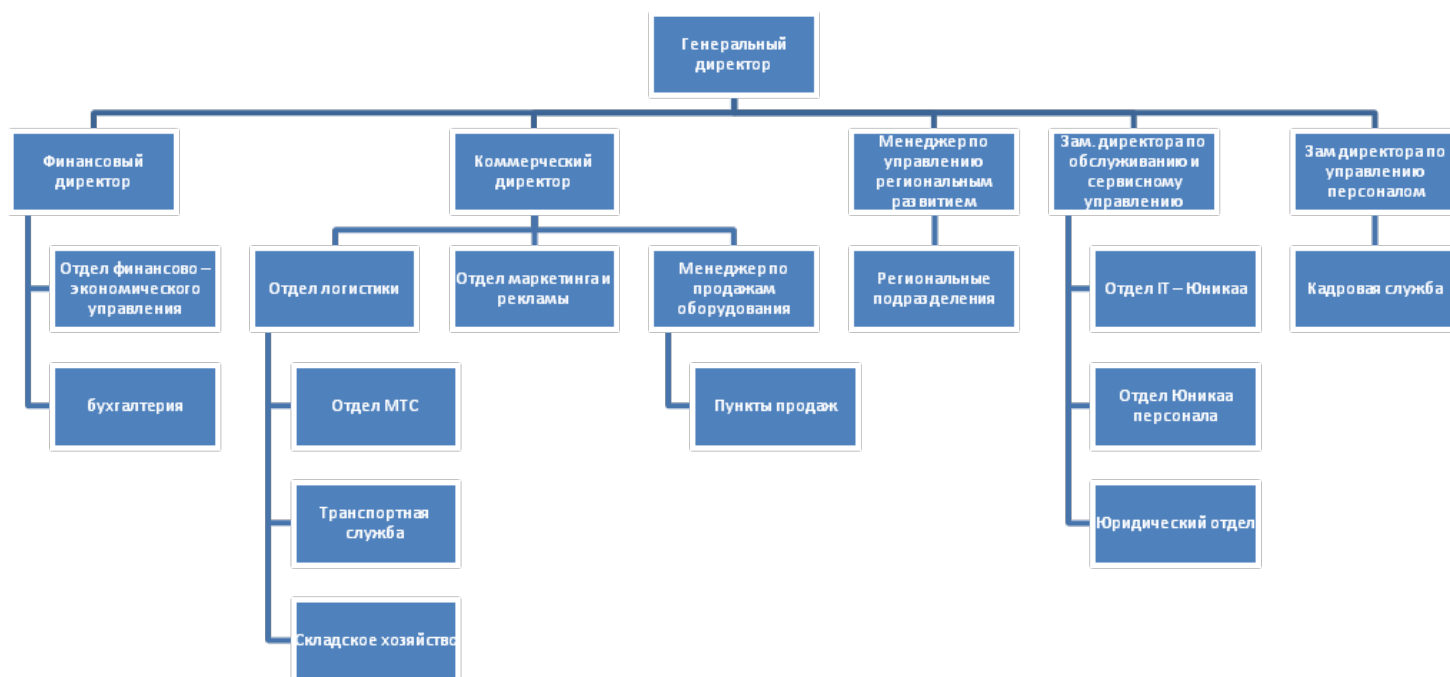 Генеральный
директор
Финансовый
директор
Коммерческий
директор
Менеджер по
управлению
региональным
развитием
Зам. директора по
обслуживанию и
сервисному
управлению
Зам директора по
управлению
персоналом
Отдел финансово –
экономического
управления
Отдел логистики
Отдел маркетинга и
рекламы
Менеджер по
продажам
оборудования
Региональные
подразделения
Отдел IT – Юникаа
Кадровая служба
бухгалтерия
Отдел МТС
Пункты продаж
Отдел Юникаа
персонала
Транспортная
служба
Юридический отдел
Складское хозяйство